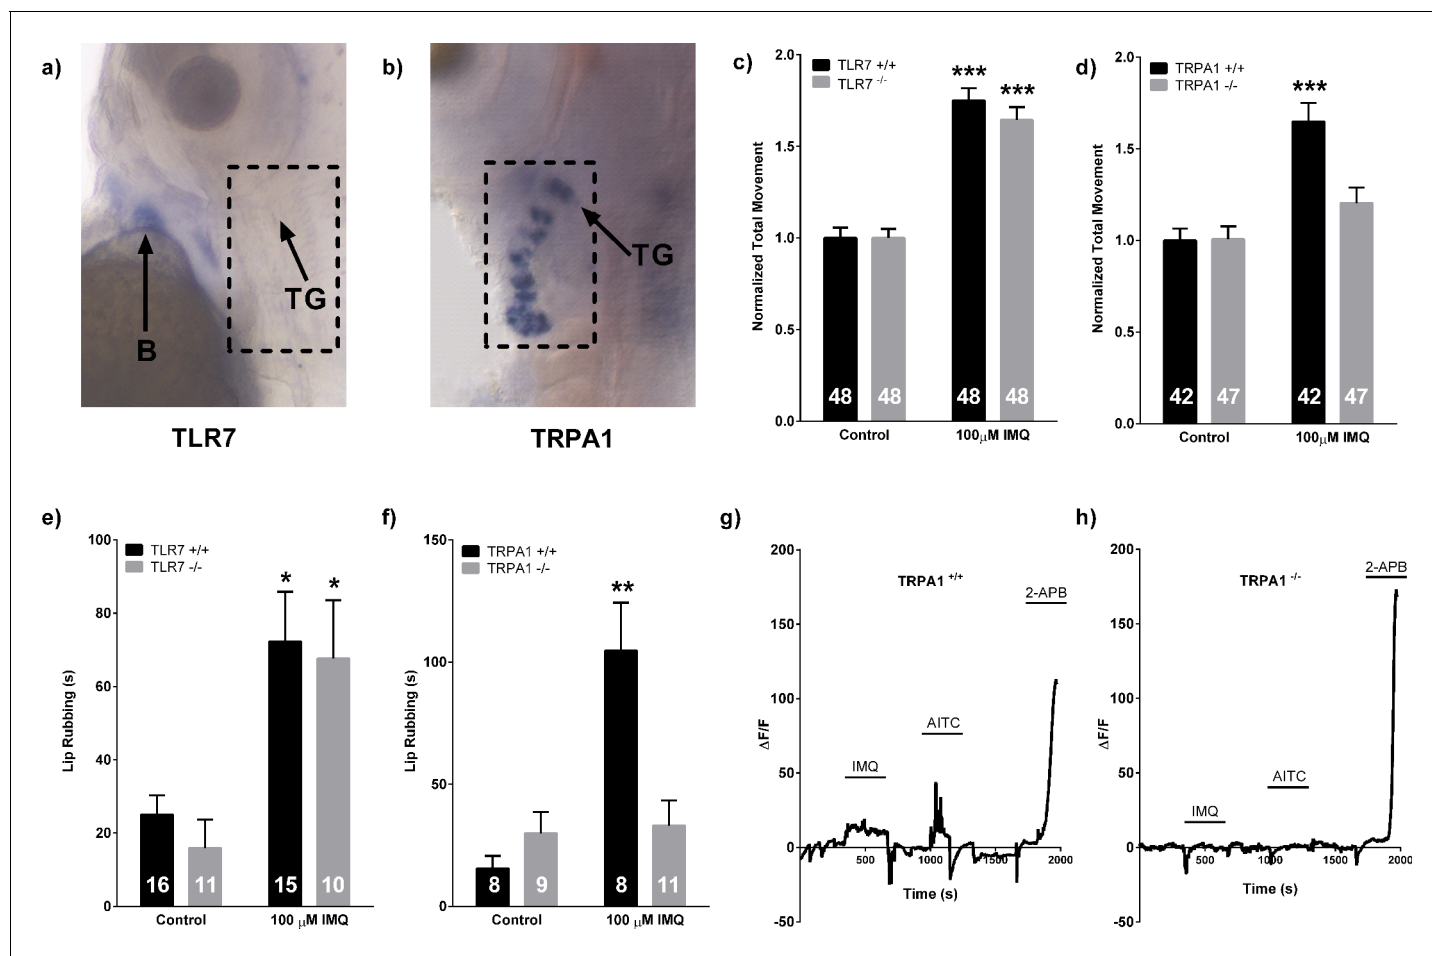 a)
B
TG
TLR7
b)
TG
TRPA1
c)
TLR7 +/+
TLR7 -/-
Normalized Total Movement
2.0
1.5
1.0
0.5
0.0
*** ***
48 48 48 48
Control 100μM IMQ
d)
TRPA1 +/+
TRPA1 -/-
Normalized Total Movement
2.0
1.5
1.0
0.5
0.0
***
42 47 42 47
Control 100μM IMQ
e)
TLR7 +/+
TLR7 -/-
Lip Rubbing (s)
100
80
60
40
20
0
* *
16 11 15 10
Control 100 μM IMQ
f)
TRPA1 +/+
TRPA1 -/-
Lip Rubbing (s)
150
100
50
0
**
8 9 8 11
Control 100 μM IMQ
g)
TRPA1 +/+
2-APB
AITC
IMQ
ΔF/F
200
150
100
50
0
-50
500 1000 1500 2000
Time (s)
h)
TRPA1 -/-
2-APB
AITC
IMQ
ΔF/F
200
150
100
50
0
-50
500 1000 1500 2000
Time (s)